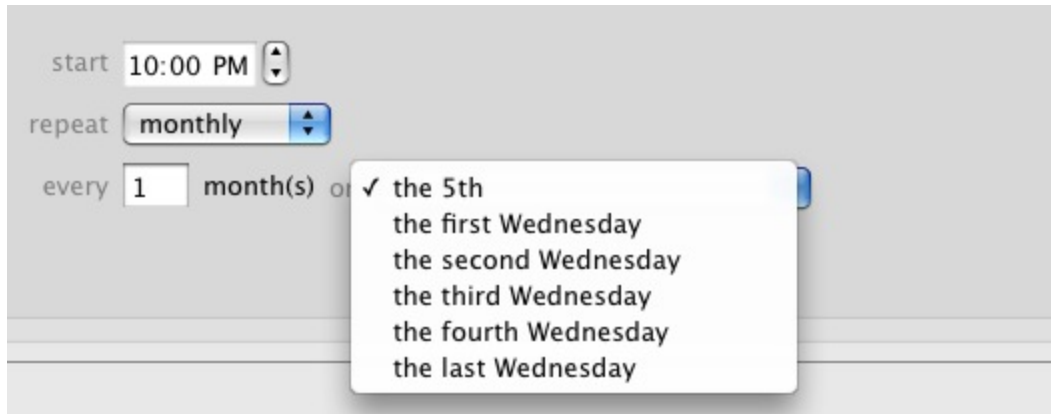 start 10:00 PM
repeat monthly
every 1 month(s) on ✓ the 5th
the first Wednesday
the second Wednesday
the third Wednesday
the fourth Wednesday
the last Wednesday